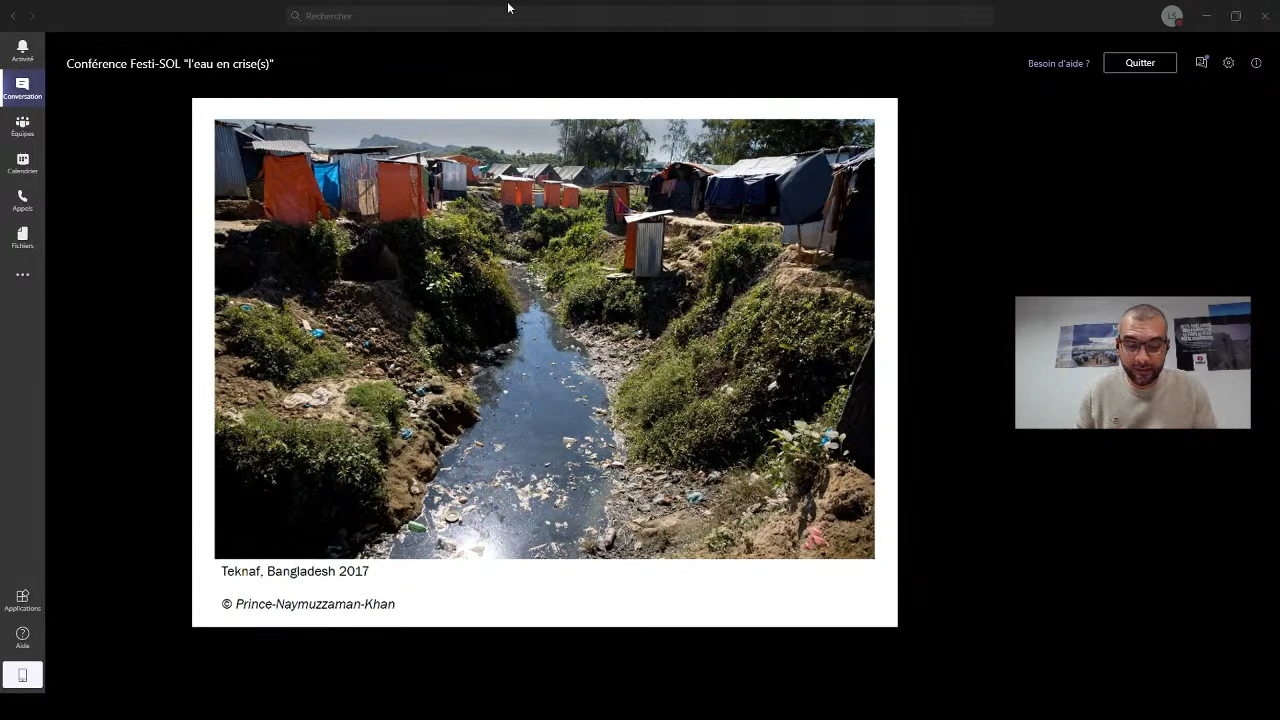 Rechercher
LS
Activité
Conférence Festi-SOL "l'eau en crise(s)"
Besoin d'aide ?
Quitter
Conversation
Équipes
Calendrier
Appels
Fichiers
Teknaf, Bangladesh 2017
© Prince-Naymuzzaman-Khan
Applications
Aide